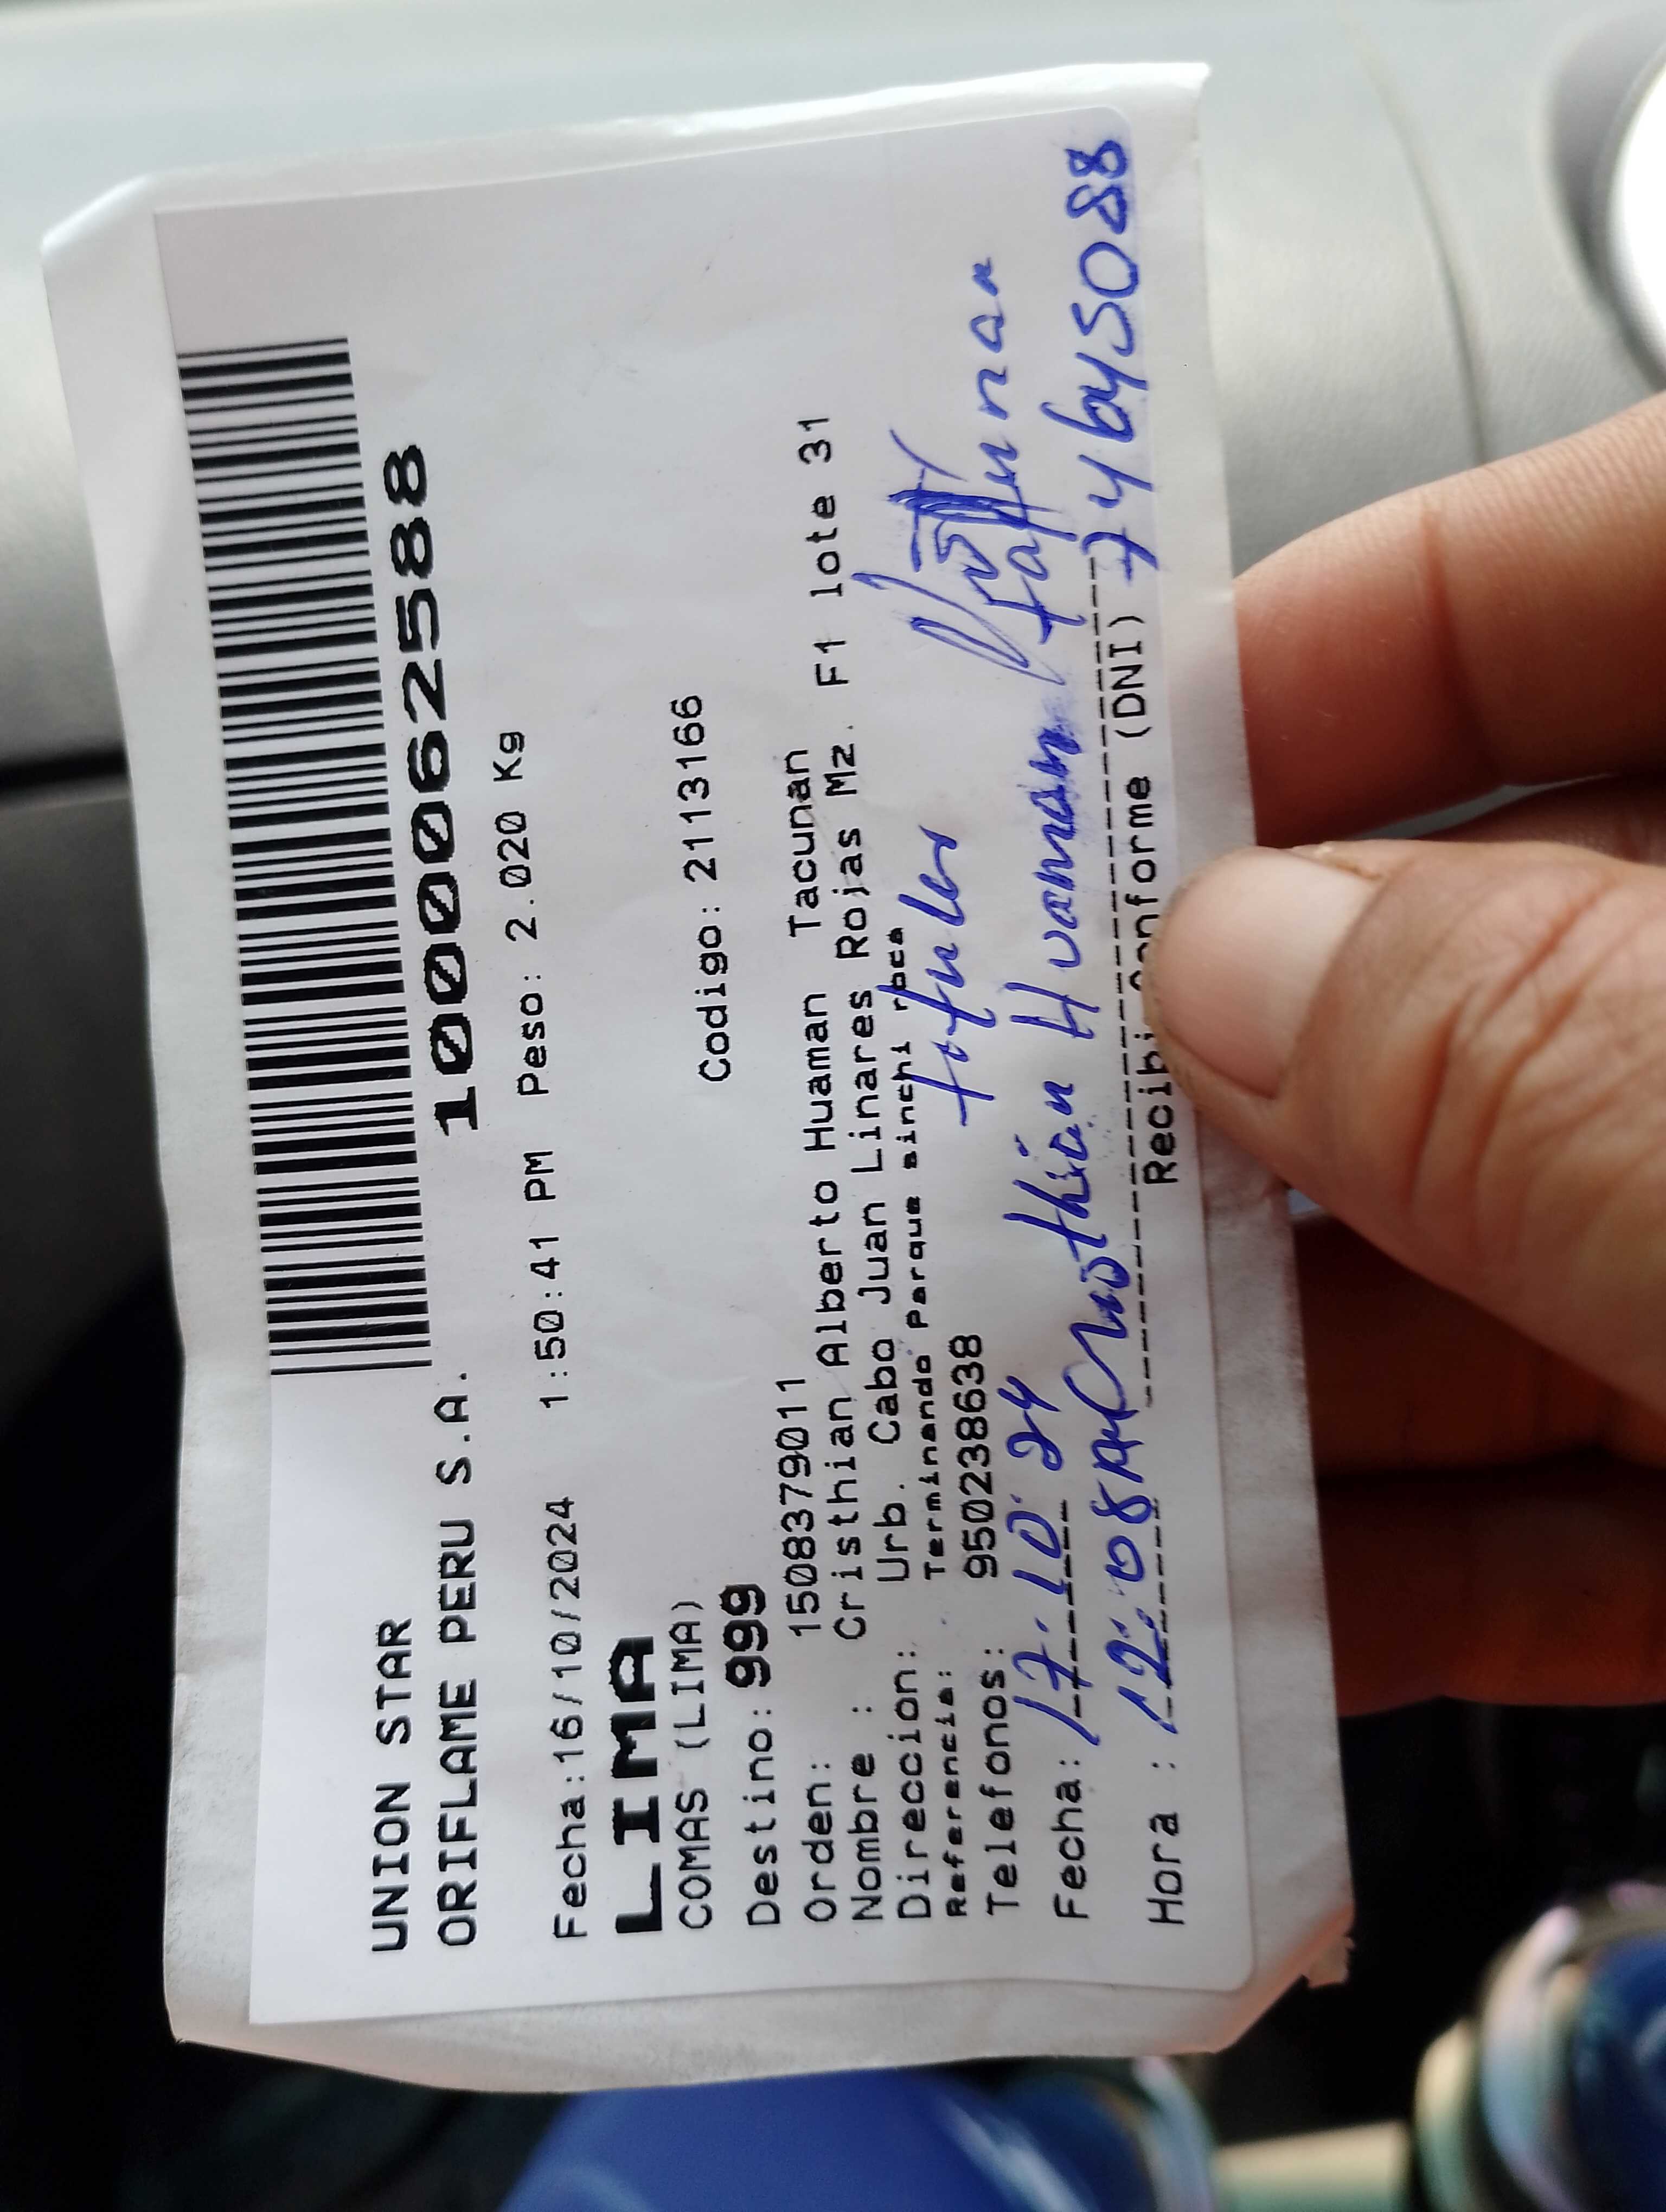 UNION STAR
ORIFLAME PERU S.A. 1000062588
Fecha:16/10/2024 1:50:41 PM Peso: 2.020 Kg
LIMA
COMAS (LIMA)
Destino: 999 Codigo: 2113166
Orden: 1508379011
Nombre : Cristhian Alberto Huaman Tacunan
Direccion: Urb. Cabo Juan Linares Rojas Mz. F1 lote 31
Referencia: Terminando Parque sinchi roca
Telefonos: 950238638
titular
Fecha: 17.10.24
Cristhian Huaman
Hora : 12:08
Recibi Conforme (DNI)